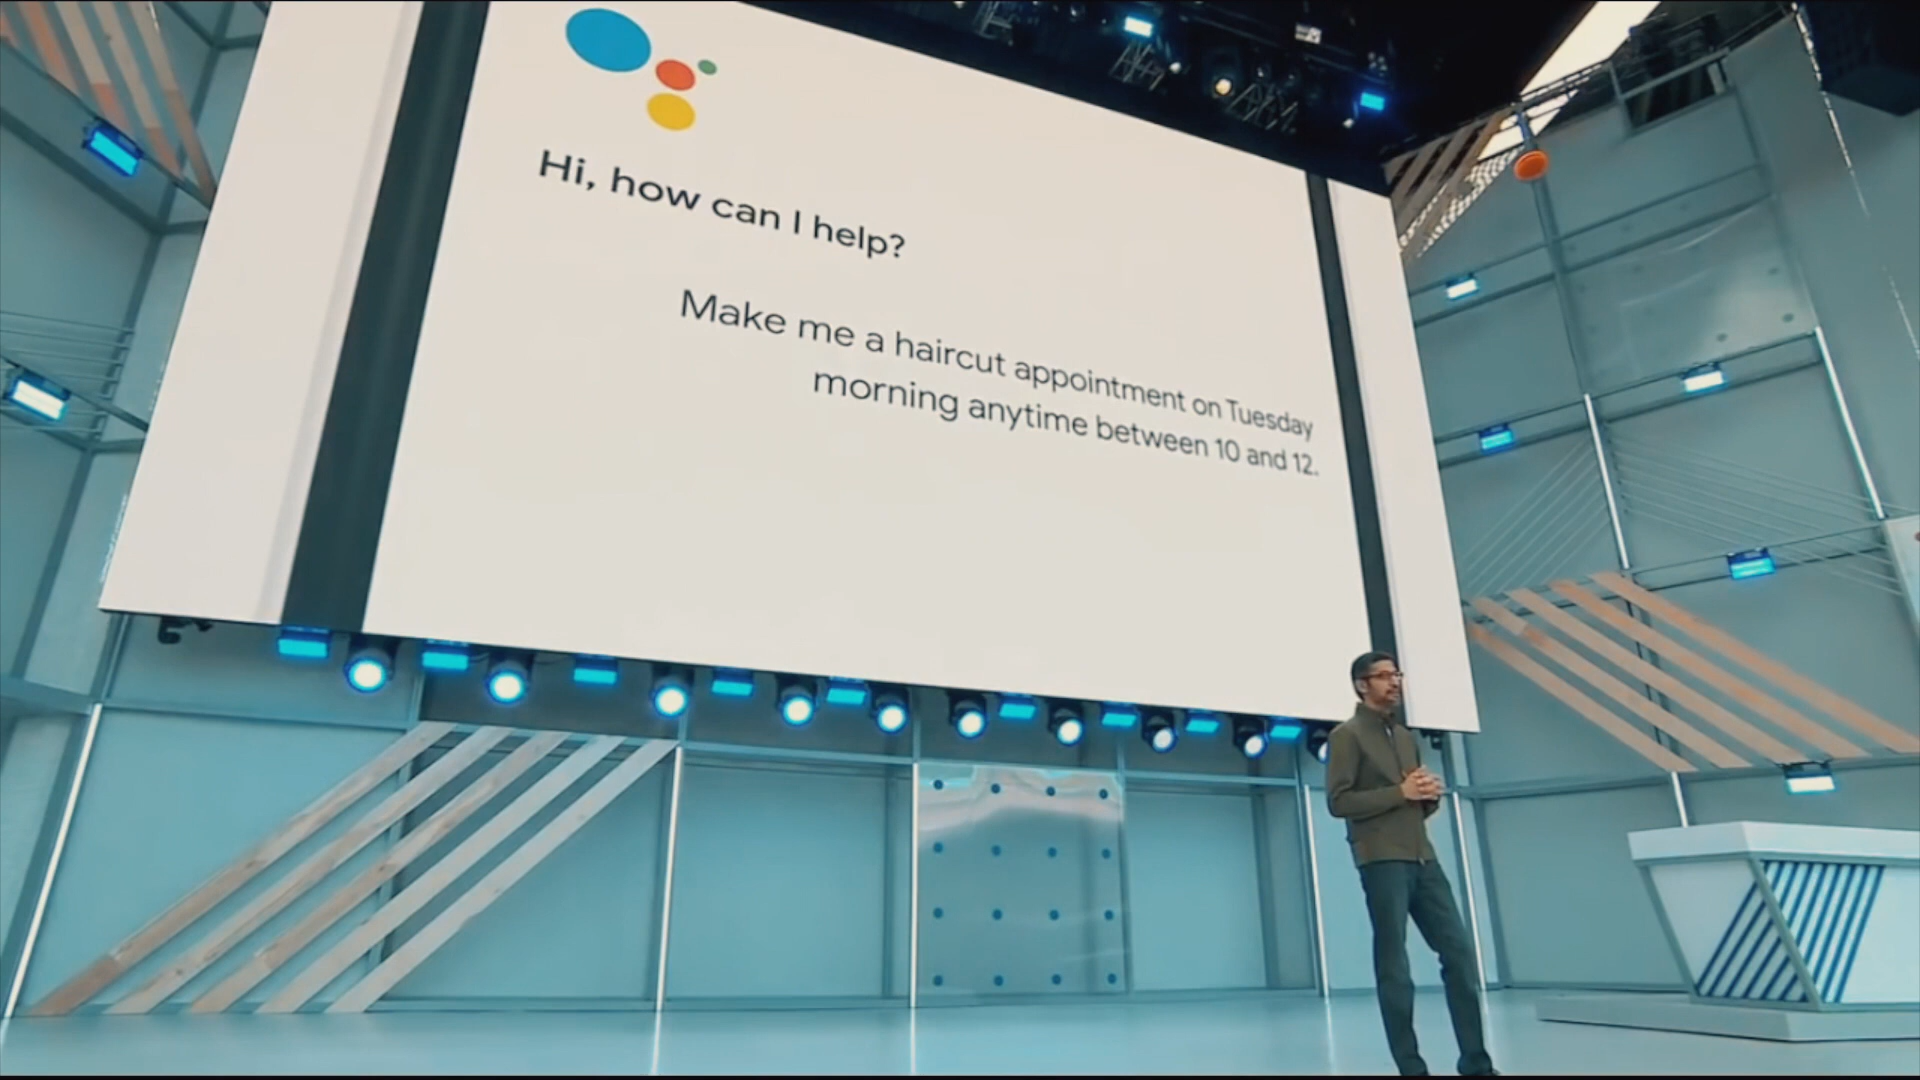 Hi, how can I help?
Make me a haircut appointment on Tuesday
morning anytime between 10 and 12.